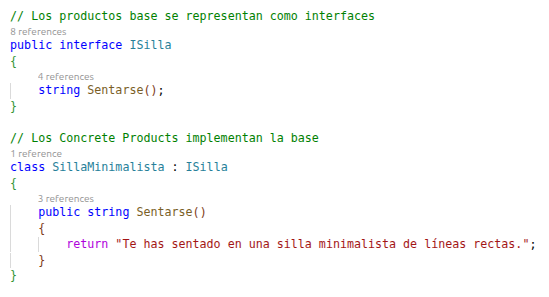 // Los productos base se representan como interfaces
8 references
public interface ISilla
{
4 references
string Sentarse();
}
// Los Concrete Products implementan la base
1 reference
class SillaMinimalista : ISilla
{
3 references
public string Sentarse()
{
return "Te has sentado en una silla minimalista de líneas rectas.";
}
}